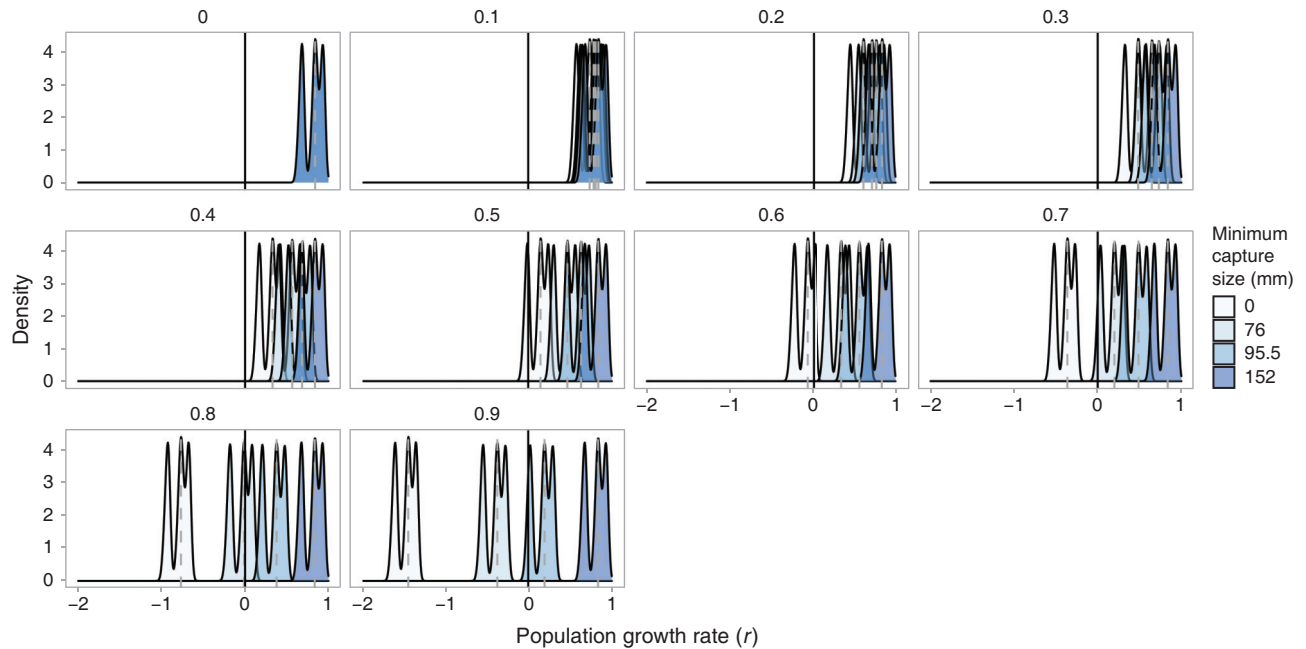 0 0.1 0.2 0.3
4
3
2
1
0
0.4 0.5 0.6 0.7
4
3
2
1
0
−2 −1 0 1 −2 −1 0 1
0.8 0.9
4
3
2
1
0
−2 −1 0 1 −2 −1 0 1
Density
Population growth rate (r)
Minimum
capture
size (mm)
0
76
95.5
152